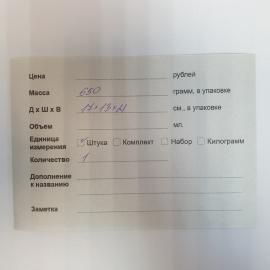 Цена рублей
Масса 650 грамм, в упаковке
Д х Ш х В 17×13×21 см., в упаковке
Объем мл.
Единица измерения ☑ Штука ☐ Комплект ☐ Набор ☐ Килограмм
Количество 1
Дополнение
к названию
Заметка